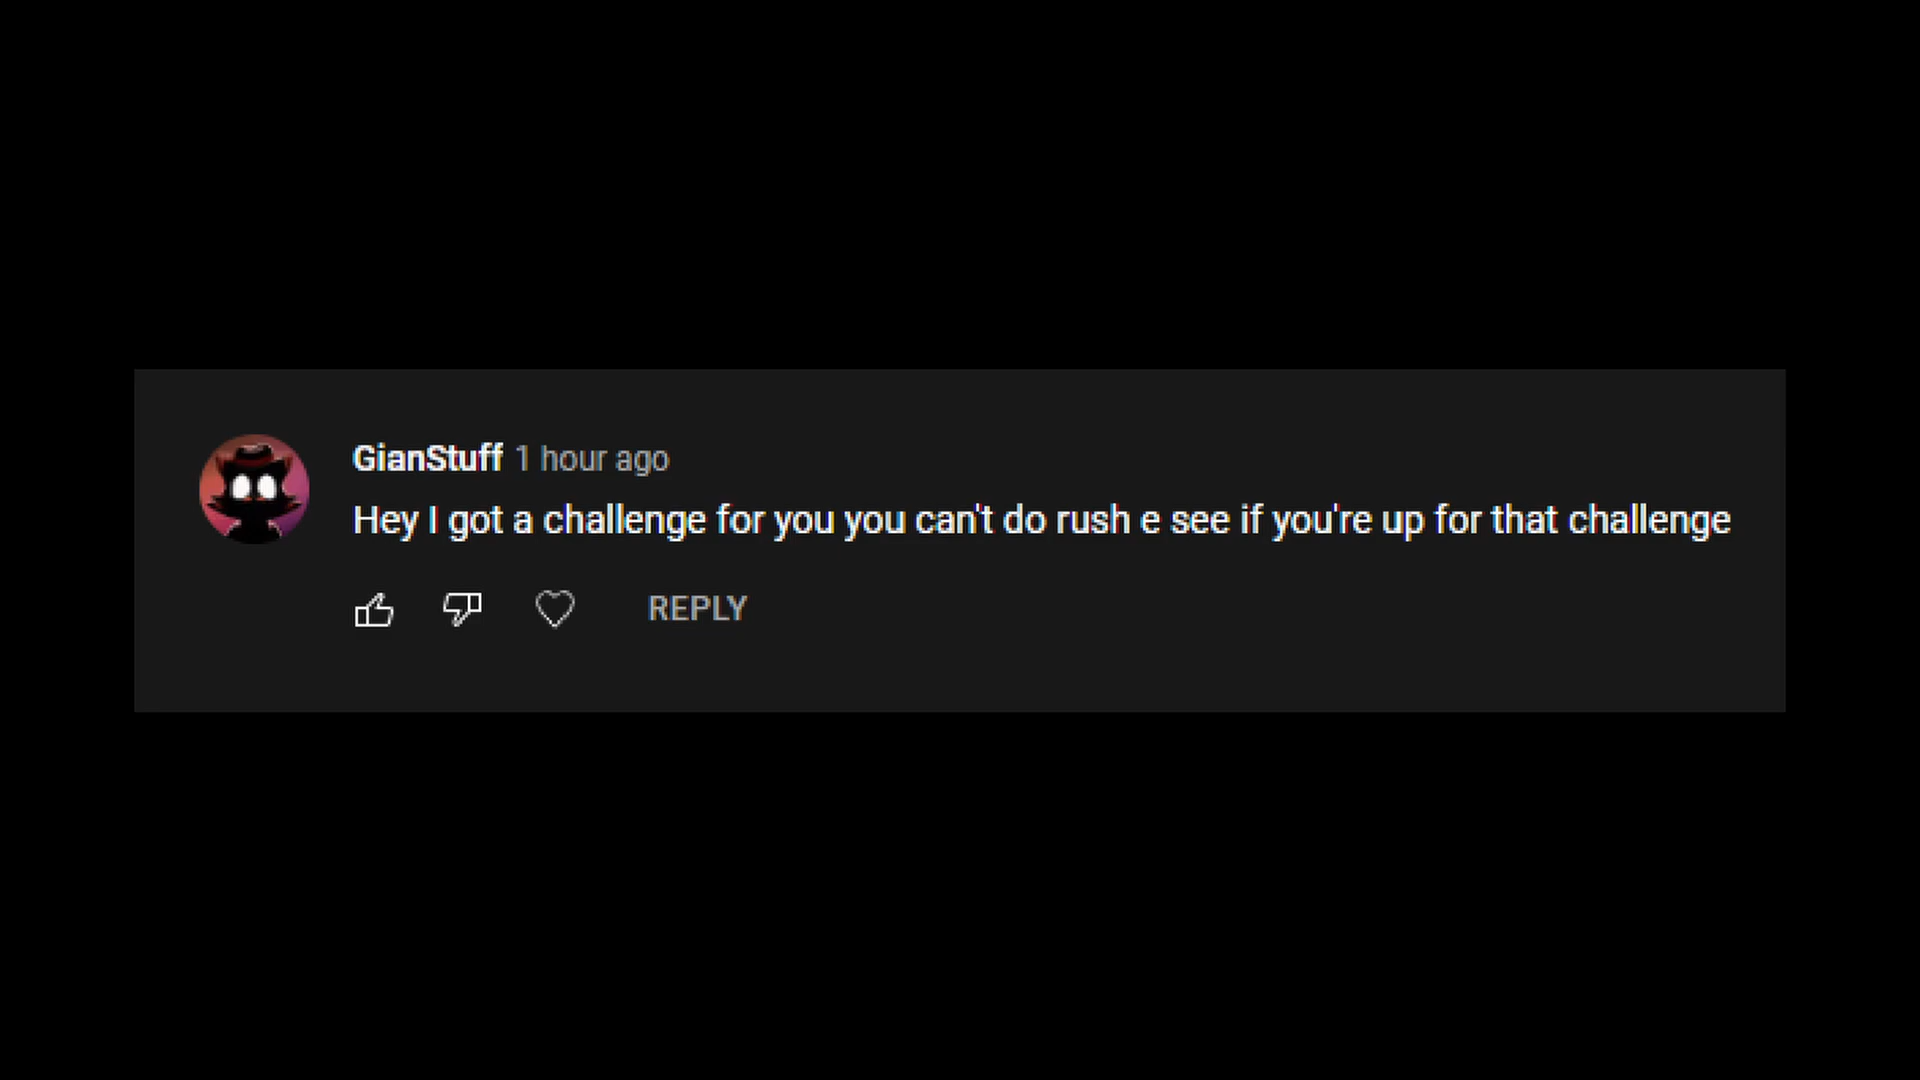 GianStuff 1 hour ago
Hey I got a challenge for you you can't do rush e see if you're up for that challenge
REPLY